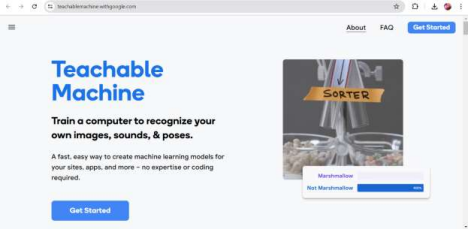 teachablemachine.withgoogle.com
About FAQ Get Started
Teachable
Machine
Train a computer to recognize your
own images, sounds, & poses.
A fast, easy way to create machine learning models for
your sites, apps, and more – no expertise or coding
required.
Get Started
SORTER
Marshmallow
Not Marshmallow